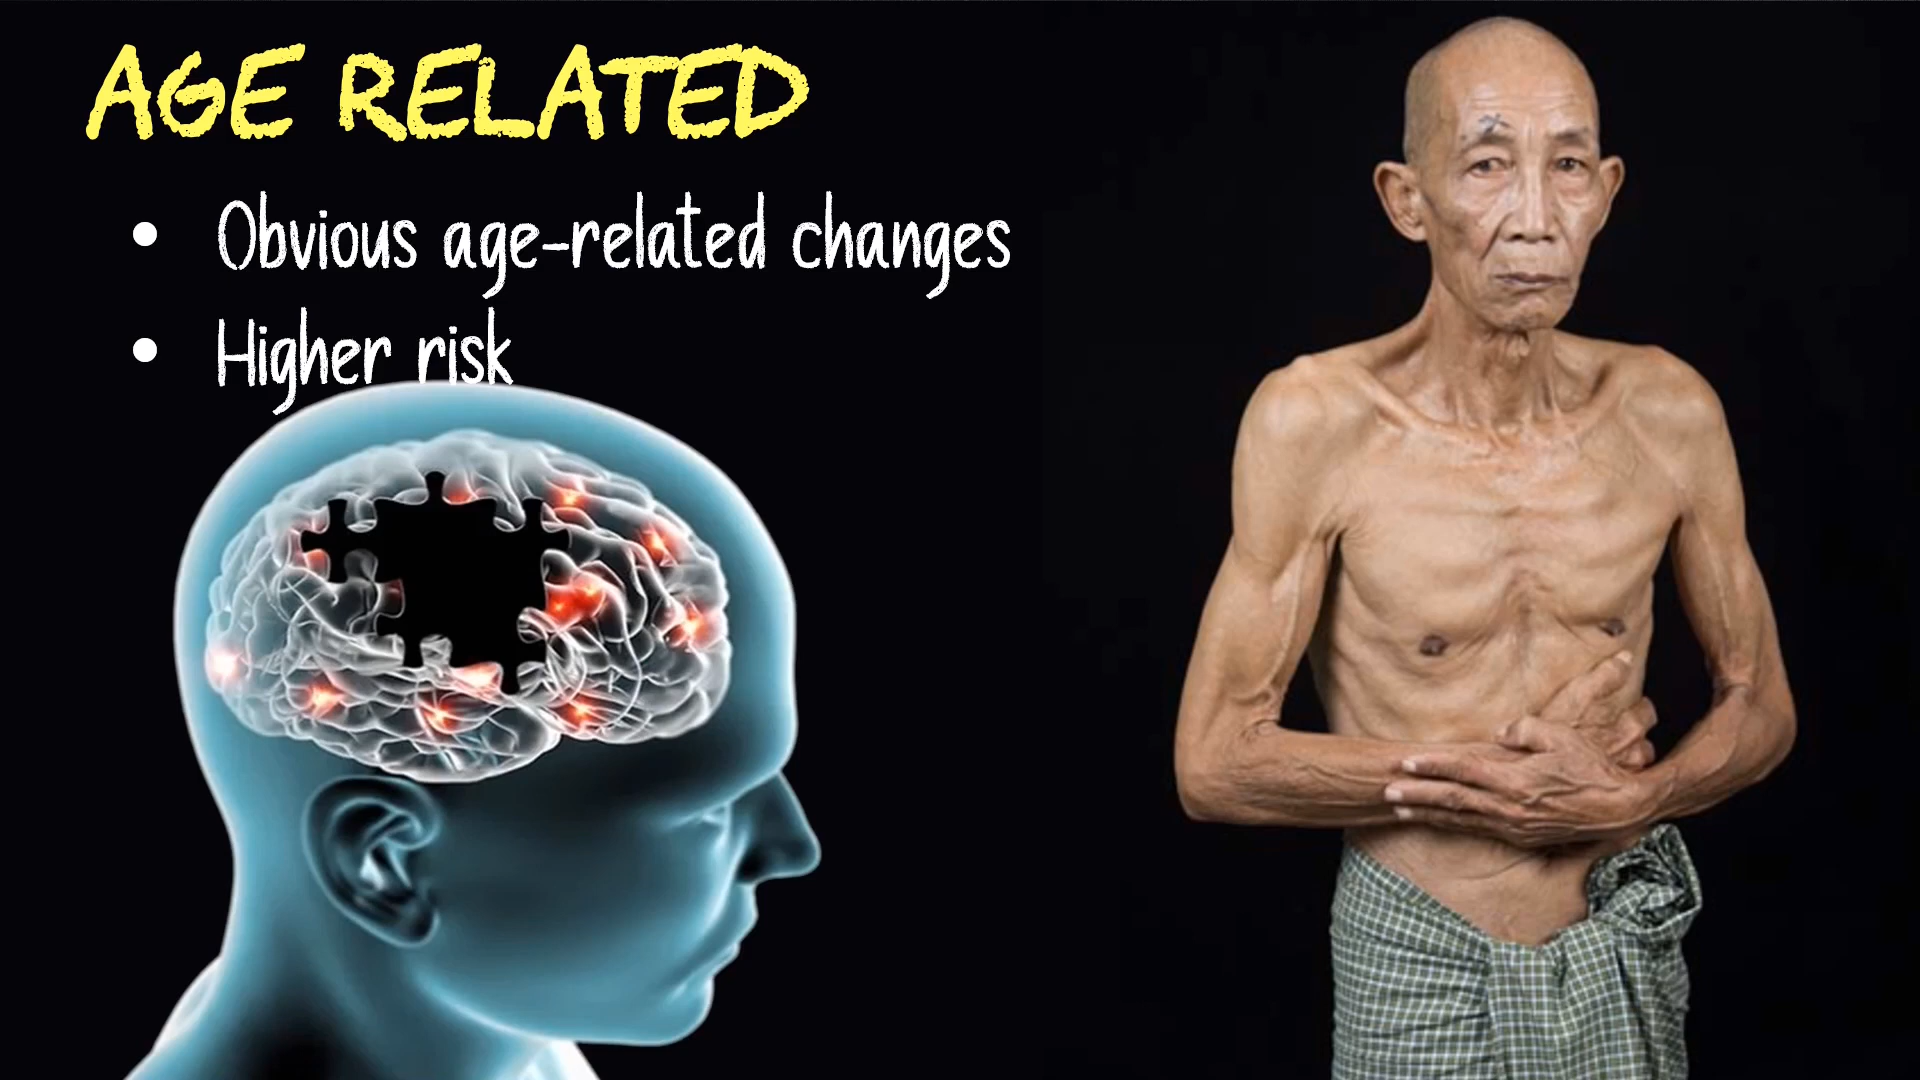 AGE RELATED
• Obvious age-related changes
• Higher risk